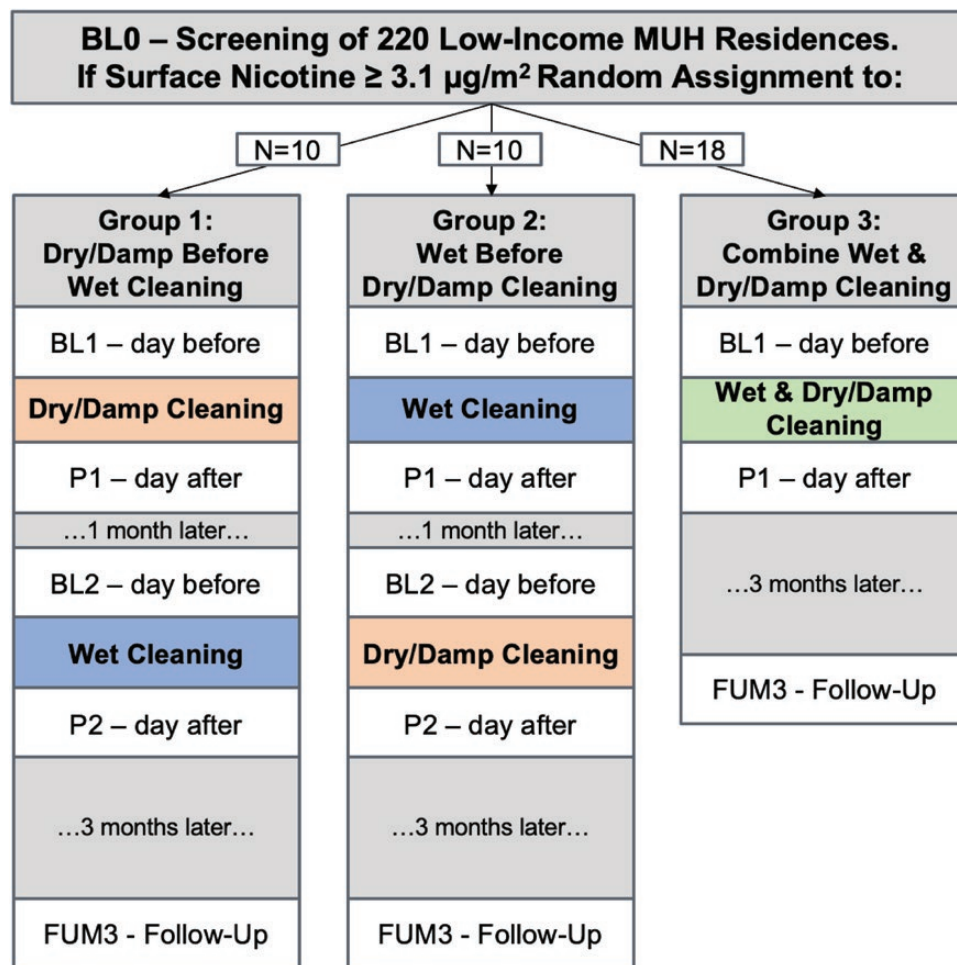 BL0 – Screening of 220 Low-Income MUH Residences.
If Surface Nicotine ≥ 3.1 µg/m² Random Assignment to:
N=10
N=10
N=18
Group 1:
Dry/Damp Before
Wet Cleaning
BL1 – day before
Dry/Damp Cleaning
P1 – day after
…1 month later…
BL2 – day before
Wet Cleaning
P2 – day after
…3 months later…
FUM3 - Follow-Up
Group 2:
Wet Before
Dry/Damp Cleaning
BL1 – day before
Wet Cleaning
P1 – day after
…1 month later…
BL2 – day before
Dry/Damp Cleaning
P2 – day after
…3 months later…
FUM3 - Follow-Up
Group 3:
Combine Wet &
Dry/Damp Cleaning
BL1 – day before
Wet & Dry/Damp
Cleaning
P1 – day after
…3 months later…
FUM3 - Follow-Up